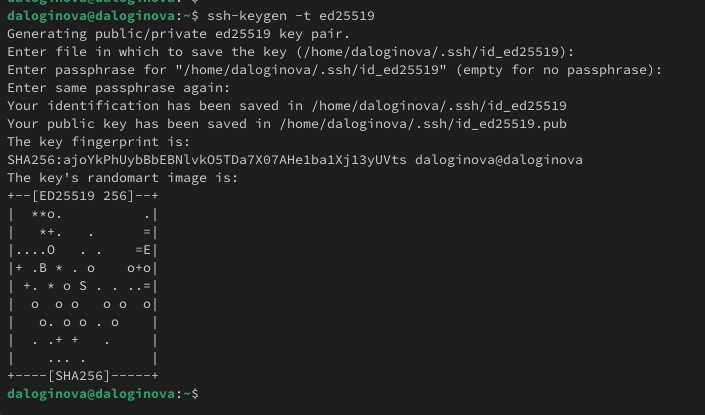 daloginova@daloginova:~$ ssh-keygen -t ed25519
Generating public/private ed25519 key pair.
Enter file in which to save the key (/home/daloginova/.ssh/id_ed25519):
Enter passphrase for "/home/daloginova/.ssh/id_ed25519" (empty for no passphrase):
Enter same passphrase again:
Your identification has been saved in /home/daloginova/.ssh/id_ed25519
Your public key has been saved in /home/daloginova/.ssh/id_ed25519.pub
The key fingerprint is:
SHA256:ajoYkPhUybBbEBNlvkO5TDa7X07AHe1ba1Xj13yUVts daloginova@daloginova
The key's randomart image is:
+--[ED25519 256]--+
|  **o.          .|
|   *+.   .      =|
|....O   . .    =E|
|+ .B * . o    o+o|
| +. * o S . . ..=|
|  o  o o   o o  o|
|   o. o o . o    |
|  . .+ +   .     |
|    ... .        |
+----[SHA256]-----+
daloginova@daloginova:~$